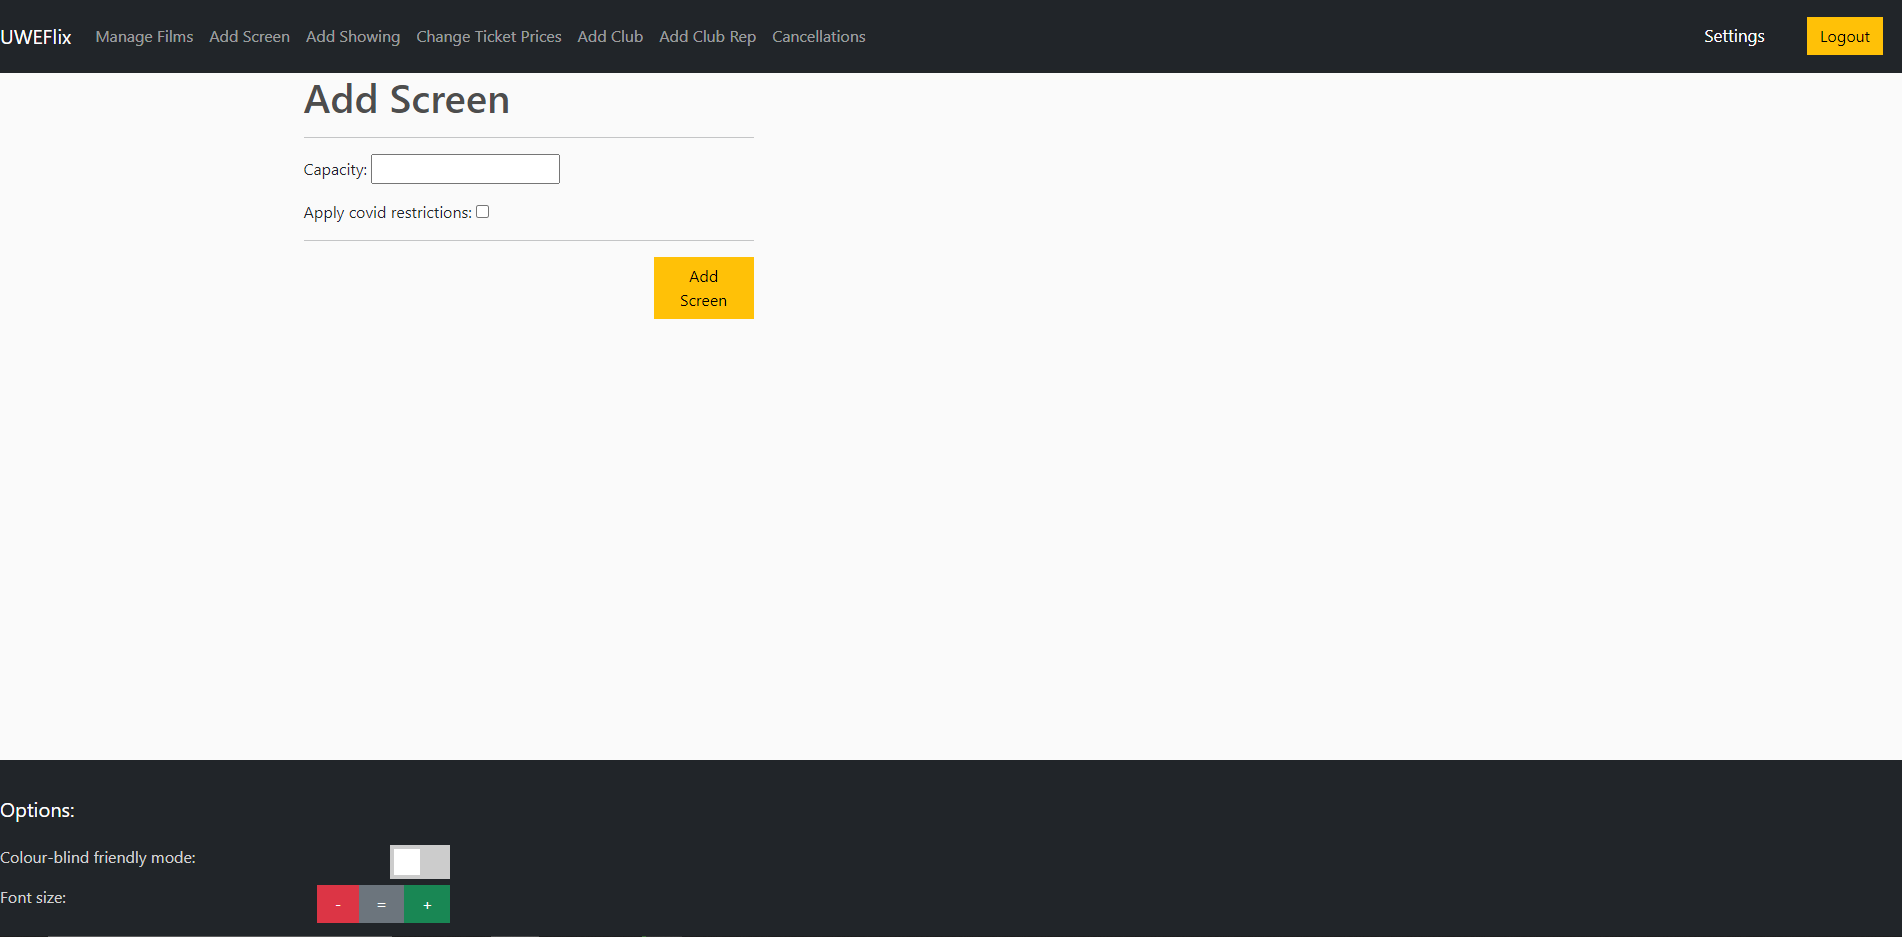 UWEFlix Manage Films Add Screen Add Showing Change Ticket Prices Add Club Add Club Rep Cancellations Settings Logout
Add Screen
Capacity:
Apply covid restrictions:
Add
Screen
Options:
Colour-blind friendly mode:
Font size:
- = +